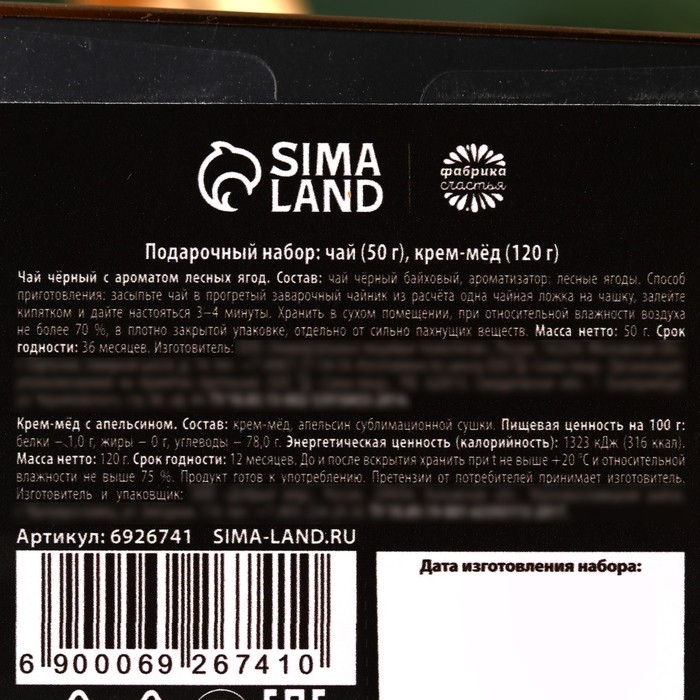 SIMA
LAND
фабрика
счастья
Подарочный набор: чай (50 г), крем-мёд (120 г)
Чай чёрный с ароматом лесных ягод. Состав: чай чёрный байховый, ароматизатор: лесные ягоды. Способ
приготовления: засыпьте чай в прогретый заварочный чайник из расчёта одна чайная ложка на чашку, залейте
кипятком и дайте настояться 3–4 минуты. Хранить в сухом помещении, при относительной влажности воздуха
не более 70 %, в плотно закрытой упаковке, отдельно от сильно пахнущих веществ. Масса нетто: 50 г. Срок
годности: 36 месяцев. Изготовитель:
Крем-мёд с апельсином. Состав: крем-мёд, апельсин сублимационной сушки. Пищевая ценность на 100 г:
белки – 1,0 г, жиры – 0 г, углеводы – 78,0 г. Энергетическая ценность (калорийность): 1323 кДж (316 ккал).
Масса нетто: 120 г. Срок годности: 12 месяцев. До и после вскрытия хранить при t не выше +20 °С и относительной
влажности не выше 75 %. Продукт готов к употреблению. Претензии от потребителей принимает изготовитель.
Изготовитель и упаковщик:
Артикул: 6926741 SIMA-LAND.RU
Дата изготовления набора:
6 900069 267410